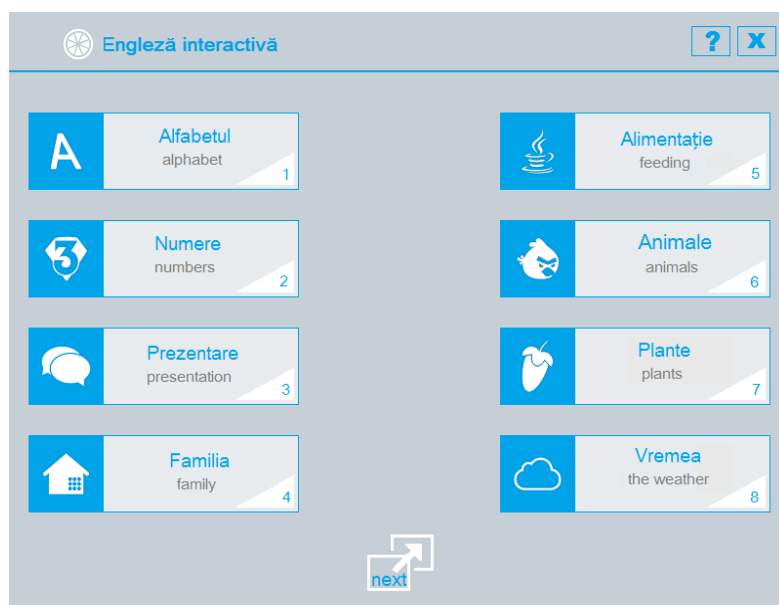 Engleză interactivă
? X
A
Alfabetul
alphabet
1
3
Numere
numbers
2
Prezentare
presentation
3
Familia
family
4
Alimentație
feeding
5
Animale
animals
6
Plante
plants
7
Vremea
the weather
8
next